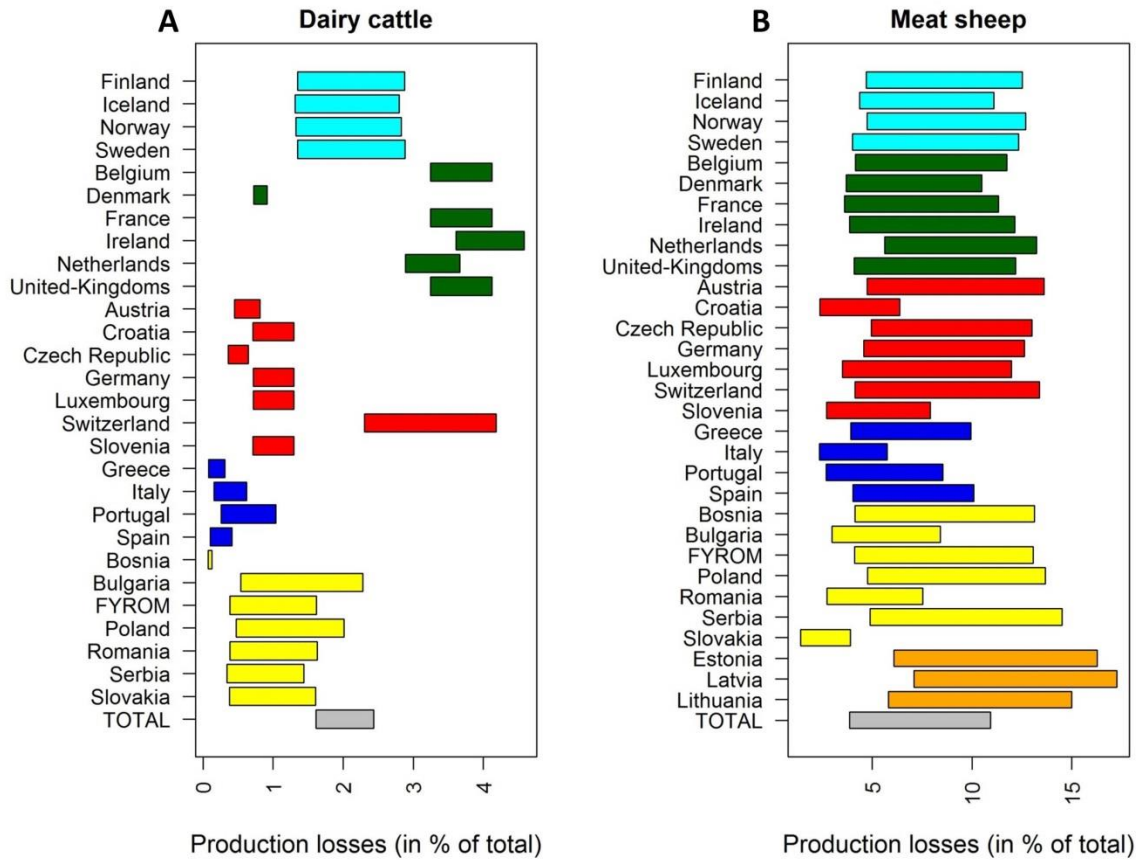 A Dairy cattle
Finland
Iceland
Norway
Sweden
Belgium
Denmark
France
Ireland
Netherlands
United-Kingdoms
Austria
Croatia
Czech Republic
Germany
Luxembourg
Switzerland
Slovenia
Greece
Italy
Portugal
Spain
Bosnia
Bulgaria
FYROM
Poland
Romania
Serbia
Slovakia
TOTAL
0 1 2 3 4
Production losses (in % of total)
B Meat sheep
Finland
Iceland
Norway
Sweden
Belgium
Denmark
France
Ireland
Netherlands
United-Kingdoms
Austria
Croatia
Czech Republic
Germany
Luxembourg
Switzerland
Slovenia
Greece
Italy
Portugal
Spain
Bosnia
Bulgaria
FYROM
Poland
Romania
Serbia
Slovakia
Estonia
Latvia
Lithuania
TOTAL
5 10 15
Production losses (in % of total)